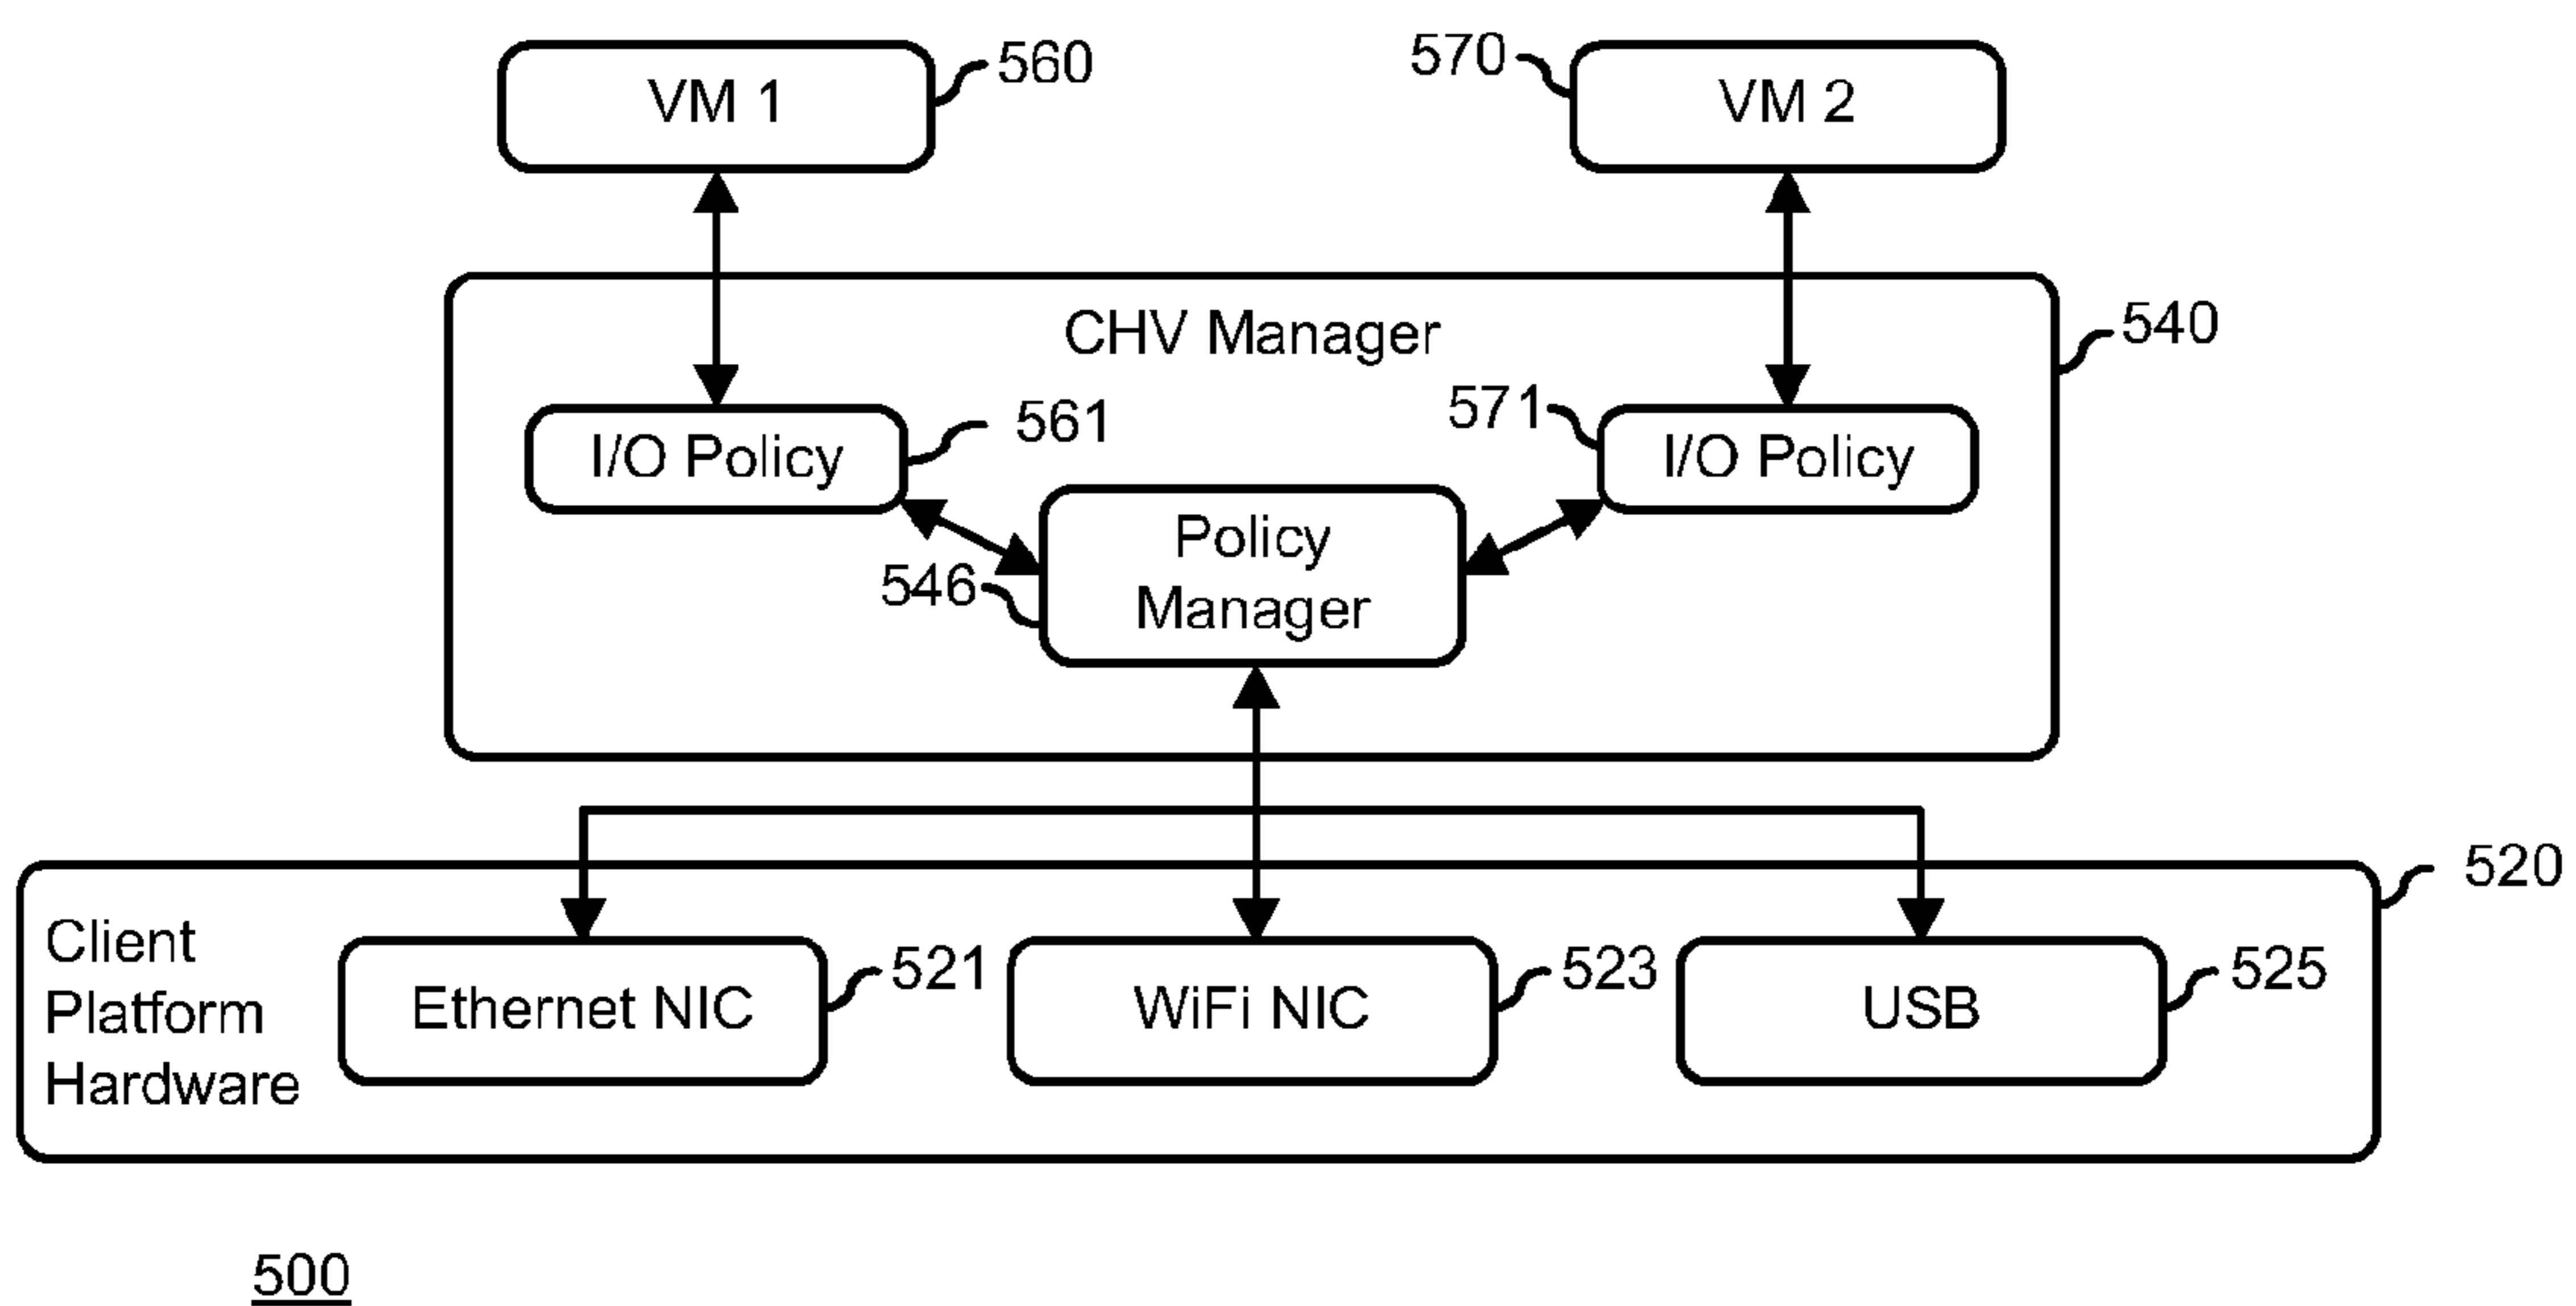 VM 1
560
570
VM 2
CHV Manager
540
I/O Policy
561
571
I/O Policy
Policy
Manager
546
520
Client
Platform
Hardware
Ethernet NIC
521
WiFi NIC
523
USB
525
500